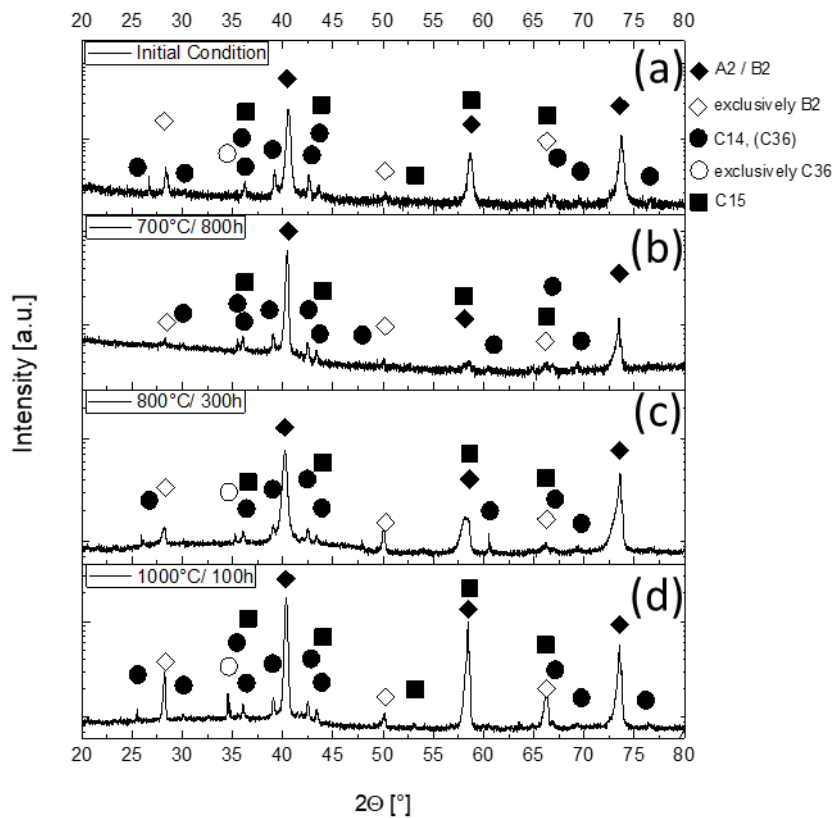 20 25 30 35 40 45 50 55 60 65 70 75 80
Initial Condition
(a)
A2 / B2
exclusively B2
C14, (C36)
exclusively C36
C15
700°C/ 800h
(b)
Intensity [a.u.]
800°C/ 300h
(c)
1000°C/ 100h
(d)
20 25 30 35 40 45 50 55 60 65 70 75 80
2Θ [°]